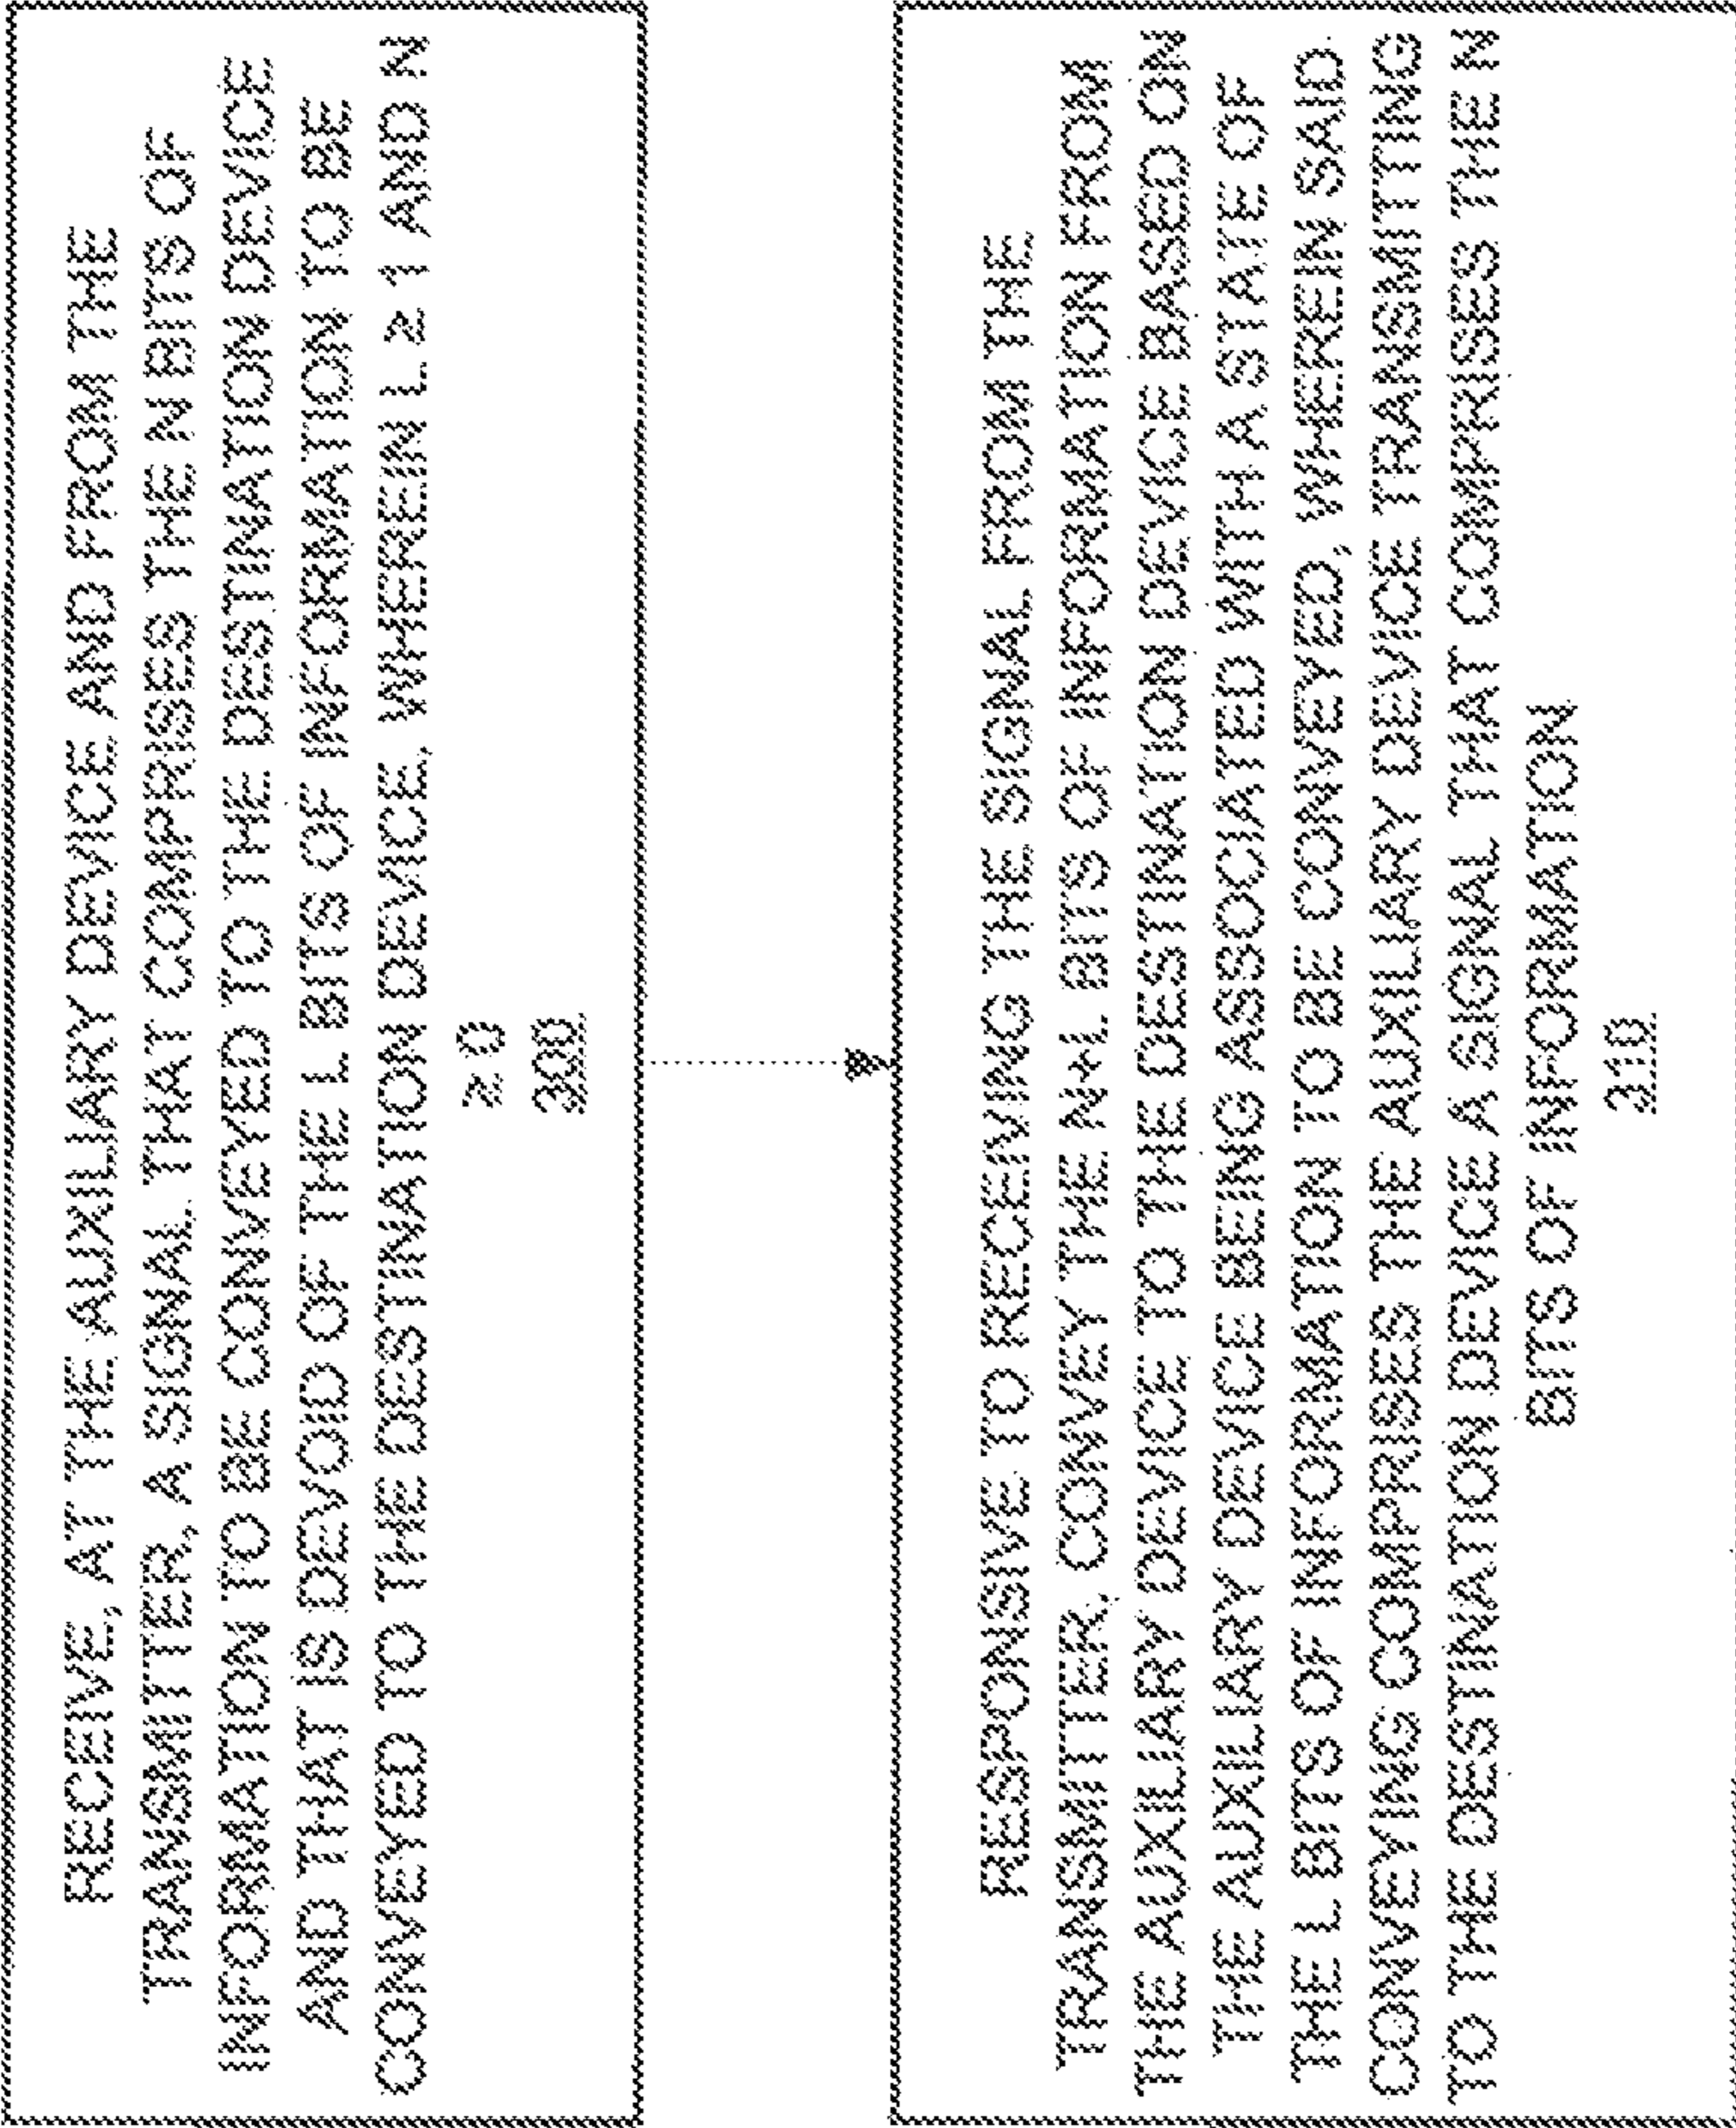 RECEIVE, AT THE AUXILIARY DEVICE AND FROM THE
TRANSMITTER, A SIGNAL THAT COMPRISES THE N BITS OF
INFORMATION TO BE CONVEYED TO THE DESTINATION DEVICE
AND THAT IS DEVOID OF THE L BITS OF INFORMATION TO BE
CONVEYED TO THE DESTINATION DEVICE, WHEREIN L ≥ 1 AND N
≥ 0
300
RESPONSIVE TO RECEIVING THE SIGNAL FROM THE
TRANSMITTER, CONVEY THE N+L BITS OF INFORMATION FROM
THE AUXILIARY DEVICE TO THE DESTINATION DEVICE BASED ON
THE AUXILIARY DEVICE BEING ASSOCIATED WITH A STATE OF
THE L BITS OF INFORMATION TO BE CONVEYED, WHEREIN SAID
CONVEYING COMPRISES THE AUXILIARY DEVICE TRANSMITTING
TO THE DESTINATION DEVICE A SIGNAL THAT COMPRISES THE N
BITS OF INFORMATION
310